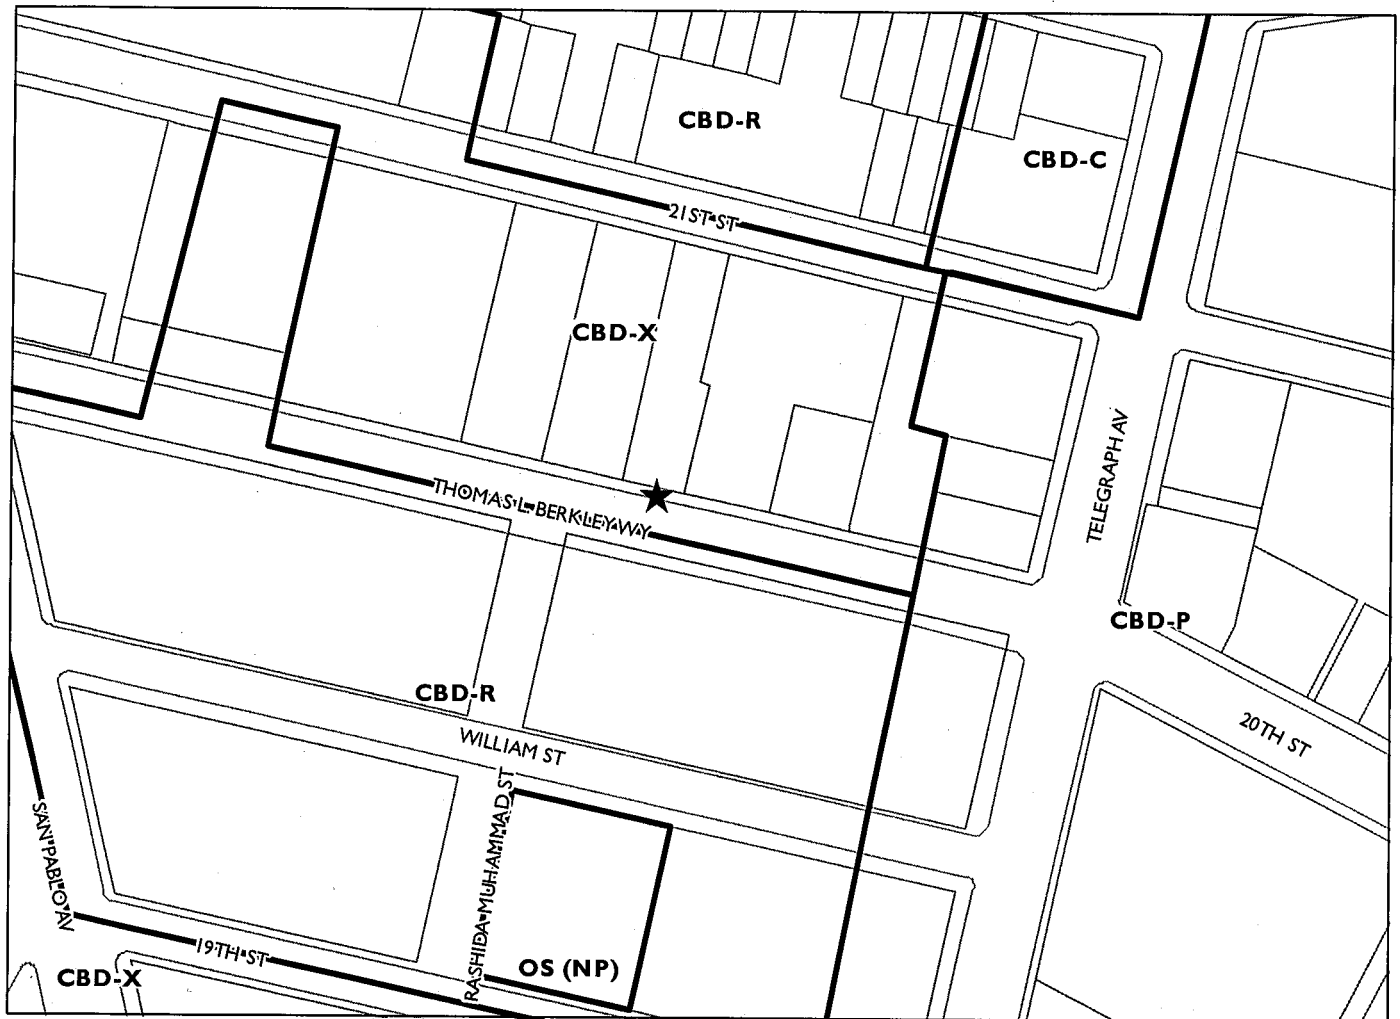 CBD-R
CBD-C
21ST ST
CBD-X
TELEGRAPH AV
THOMAS L BERKLEY WY
CBD-P
CBD-R
20TH ST
WILLIAM ST
RASHIDA MUHAMMAD ST
SAN PABLO AV
19TH ST
OS (NP)
CBD-X